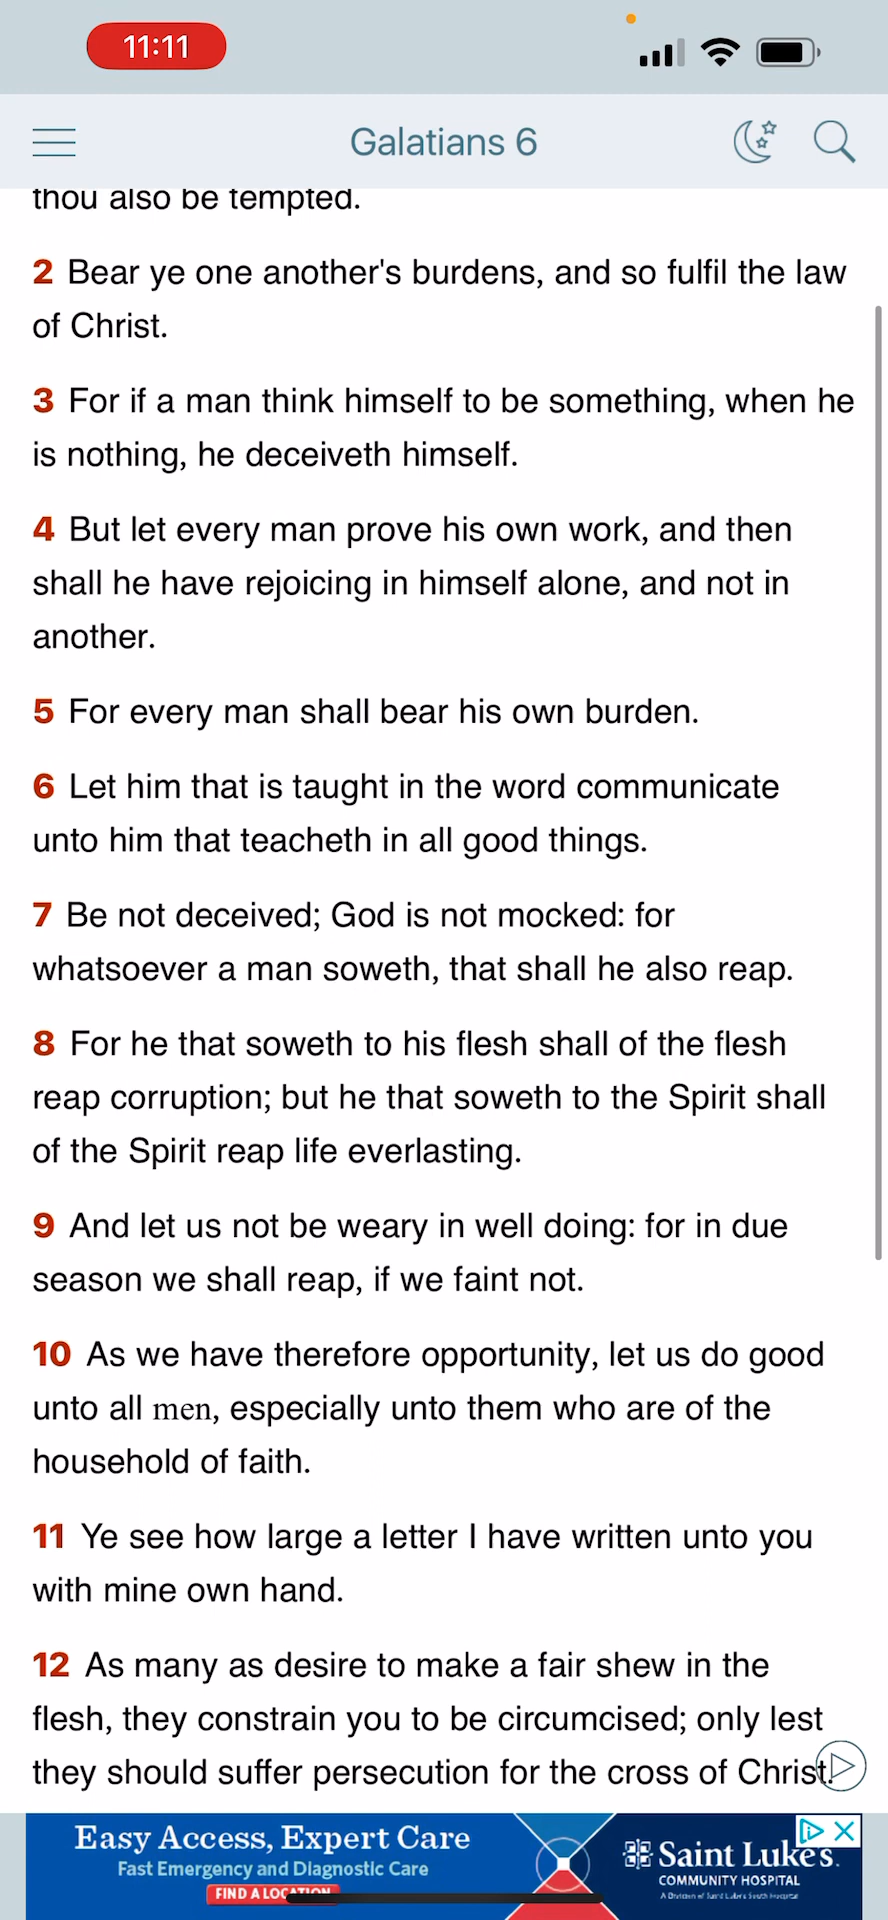 11:11
Galatians 6
thou also be tempted.
2 Bear ye one another's burdens, and so fulfil the law
of Christ.
3 For if a man think himself to be something, when he
is nothing, he deceiveth himself.
4 But let every man prove his own work, and then
shall he have rejoicing in himself alone, and not in
another.
5 For every man shall bear his own burden.
6 Let him that is taught in the word communicate
unto him that teacheth in all good things.
7 Be not deceived; God is not mocked: for
whatsoever a man soweth, that shall he also reap.
8 For he that soweth to his flesh shall of the flesh
reap corruption; but he that soweth to the Spirit shall
of the Spirit reap life everlasting.
9 And let us not be weary in well doing: for in due
season we shall reap, if we faint not.
10 As we have therefore opportunity, let us do good
unto all men, especially unto them who are of the
household of faith.
11 Ye see how large a letter I have written unto you
with mine own hand.
12 As many as desire to make a fair shew in the
flesh, they constrain you to be circumcised; only lest
they should suffer persecution for the cross of Christ.
Easy Access, Expert Care
Fast Emergency and Diagnostic Care
FIND A LOCATION
Saint Luke's
COMMUNITY HOSPITAL
A Division of Saint Luke's South Hospital